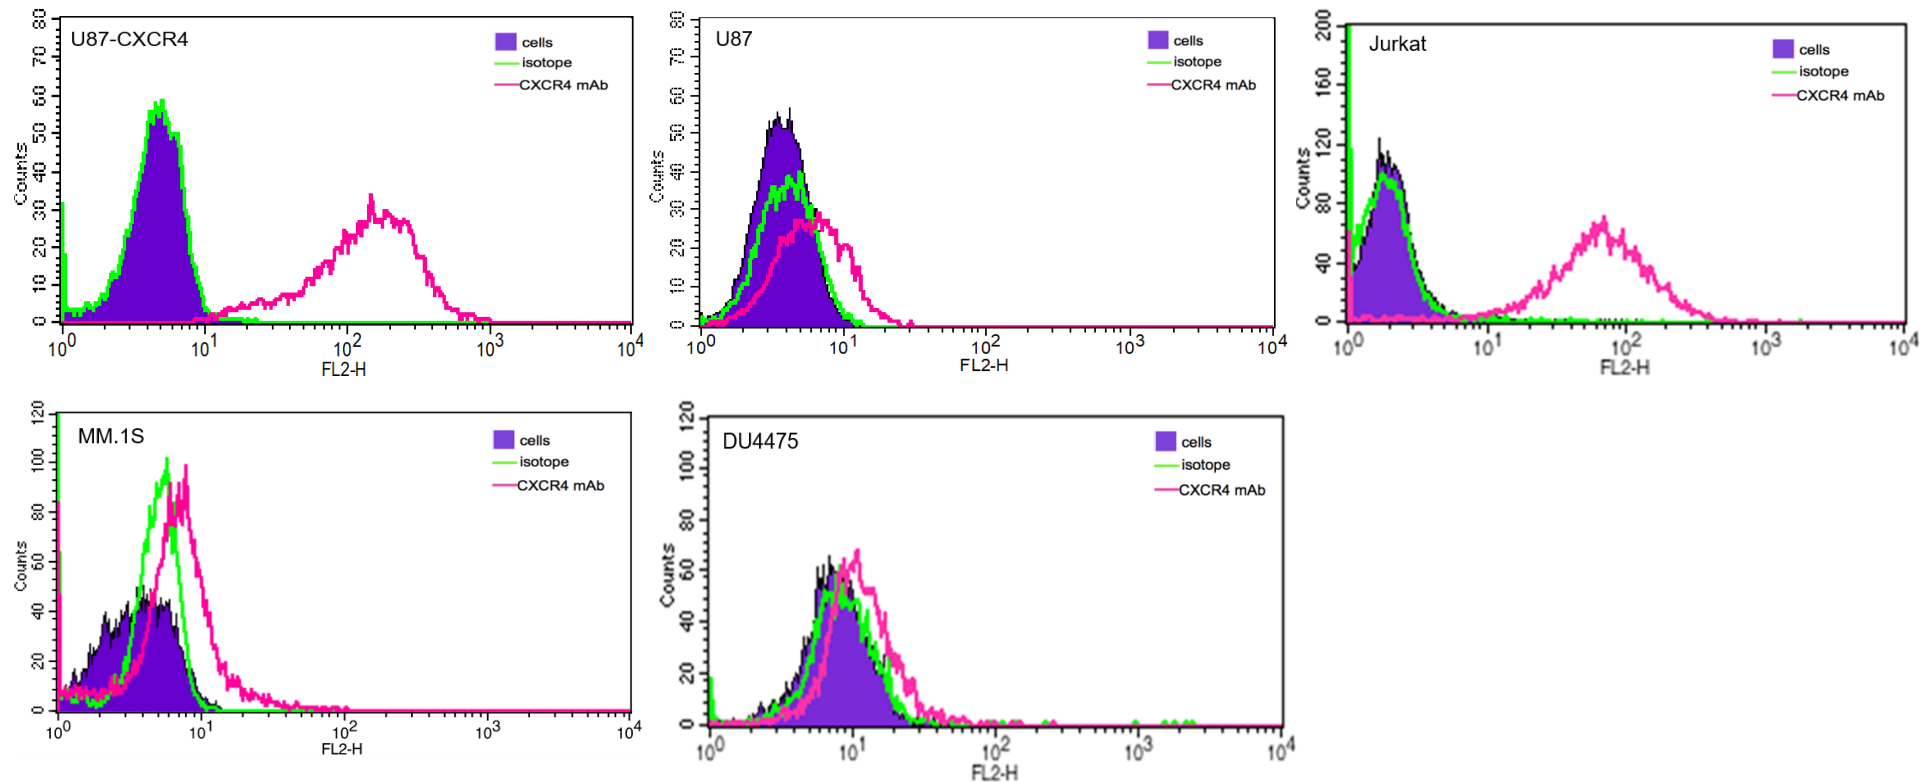 U87-CXCR4
cells
isotope
CXCR4 mAb
Counts
80
70
60
50
40
30
20
10
0
10^0 10^1 10^2 10^3 10^4
FL2-H
U87
cells
isotope
CXCR4 mAb
Counts
80
70
60
50
40
30
20
10
0
10^0 10^1 10^2 10^3 10^4
FL2-H
Jurkat
cells
isotope
CXCR4 mAb
Counts
200
160
120
80
40
0
10^0 10^1 10^2 10^3 10^4
FL2-H
MM.1S
cells
isotope
CXCR4 mAb
Counts
120
100
80
60
40
20
0
10^0 10^1 10^2 10^3 10^4
FL2-H
DU4475
cells
isotope
CXCR4 mAb
Counts
120
100
80
60
40
20
0
10^0 10^1 10^2 10^3 10^4
FL2-H